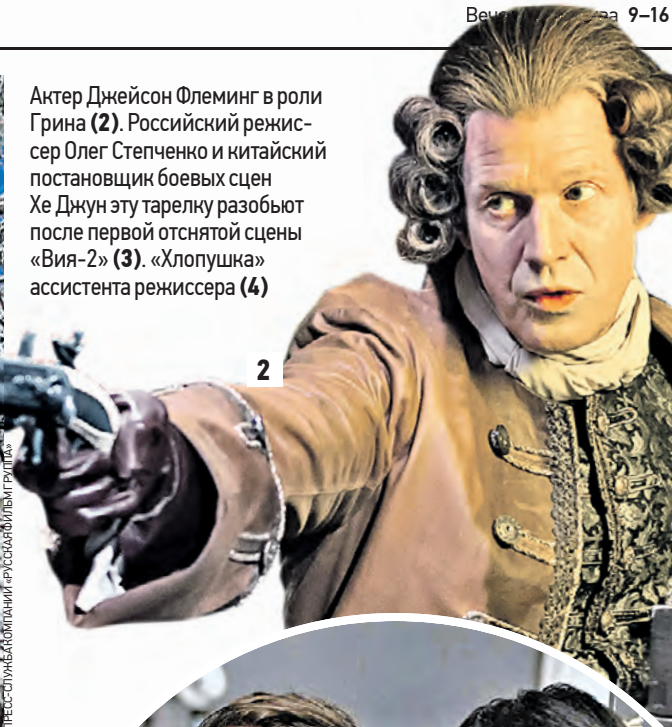 9–16
Актер Джейсон Флеминг в роли
Грина (2). Российский режис-
сер Олег Степченко и китайский
постановщик боевых сцен
Хе Джун эту тарелку разобьют
после первой отснятой сцены
«Вия-2» (3). «Хлопушка»
ассистента режиссера (4)
2
ПРЕСС-СЛУЖБА КОМПАНИИ «РУССКАЯ ФИЛЬМ ГРУППА»